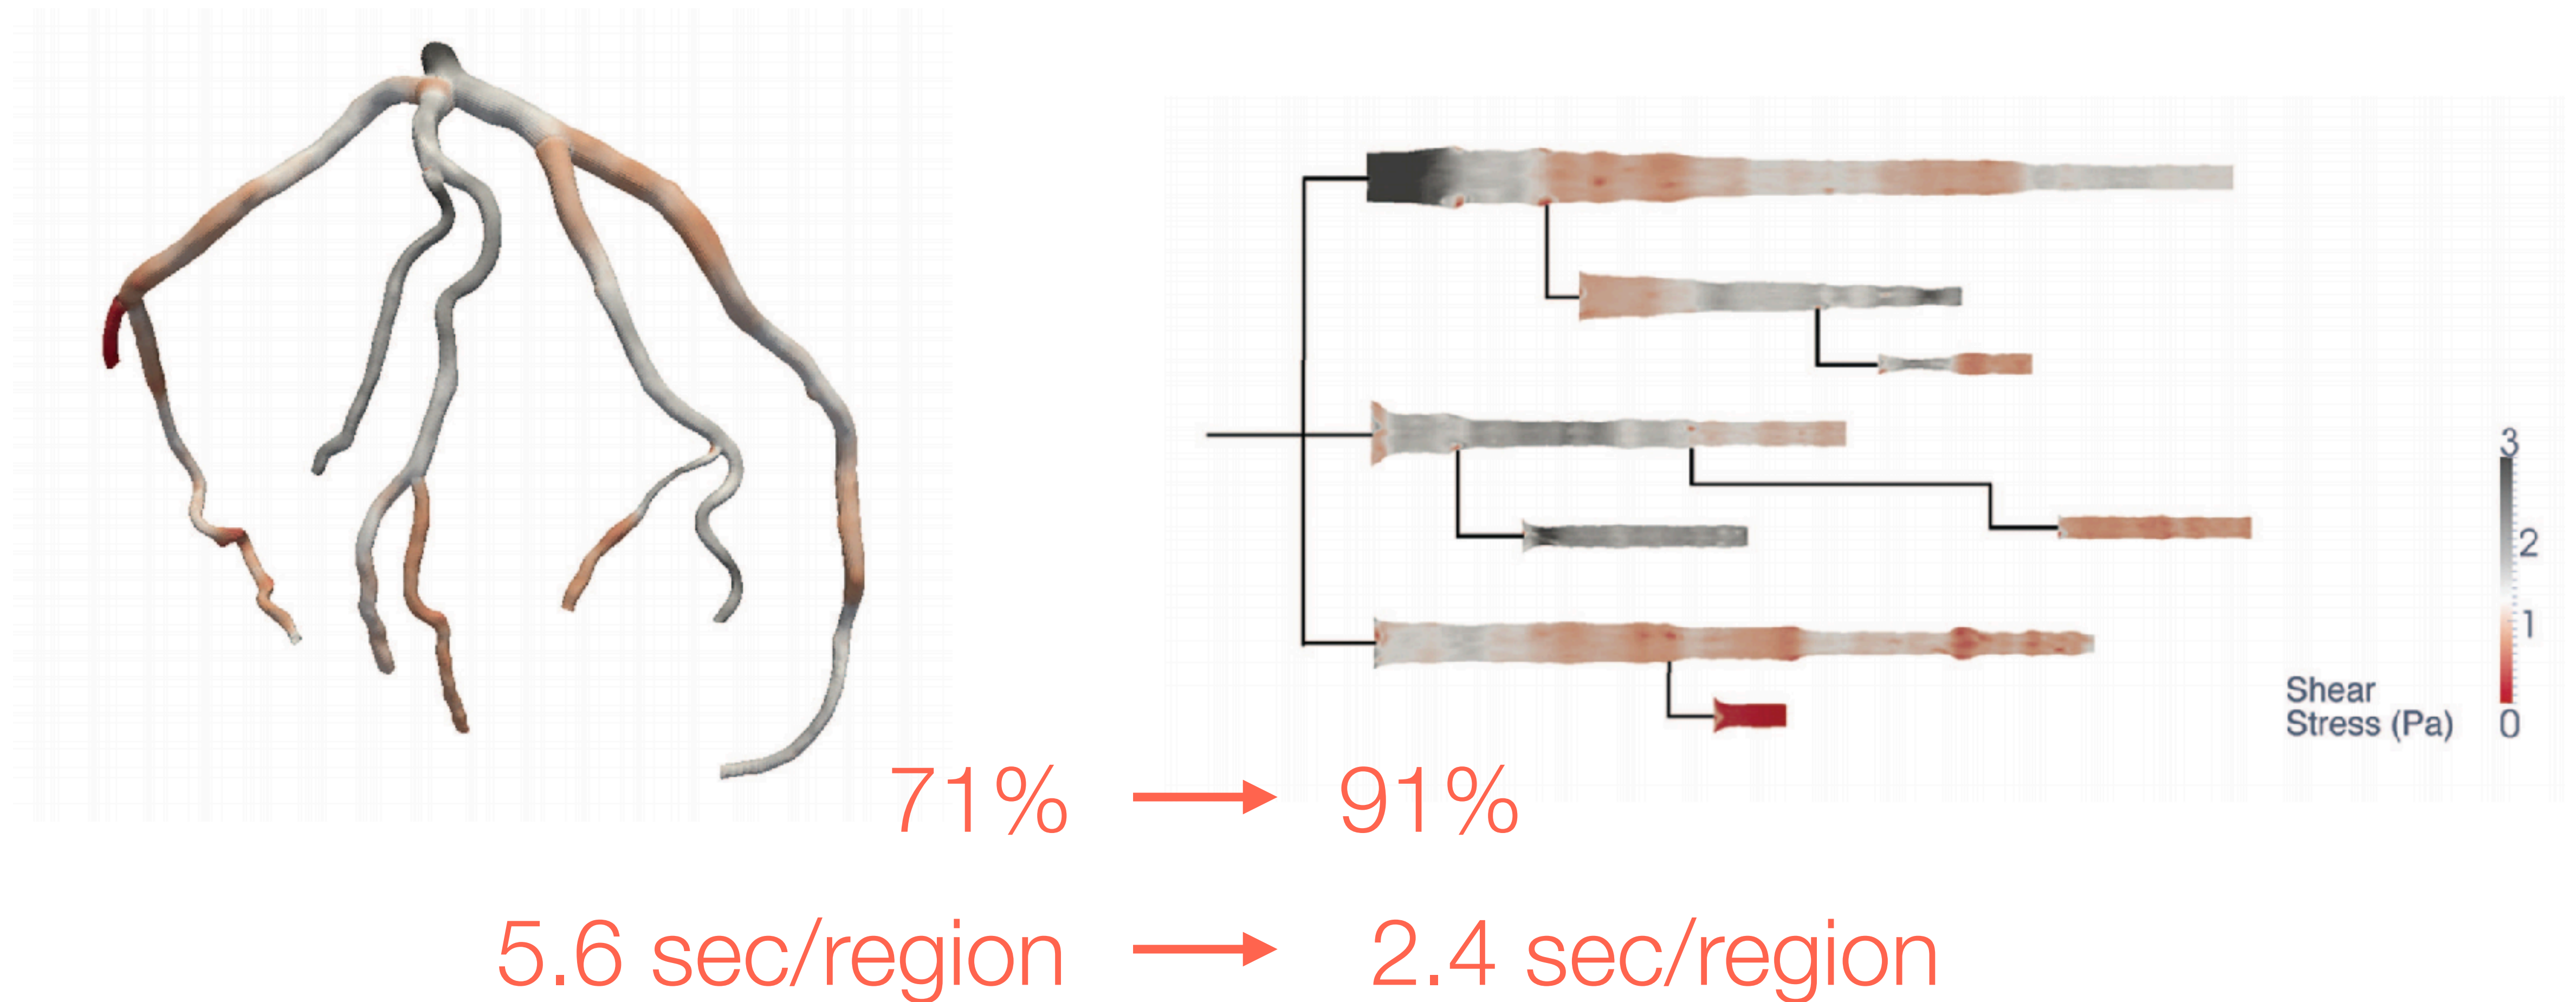 3
2
1
Shear
Stress (Pa)
0
71% → 91%
5.6 sec/region → 2.4 sec/region